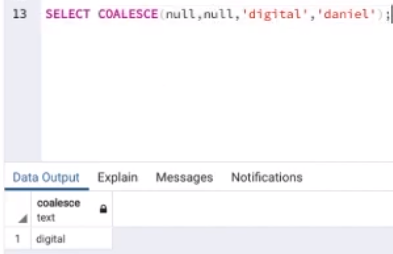 13 SELECT COALESCE(null,null,'digital','daniel');
Data Output Explain Messages Notifications
coalesce
text
1 digital